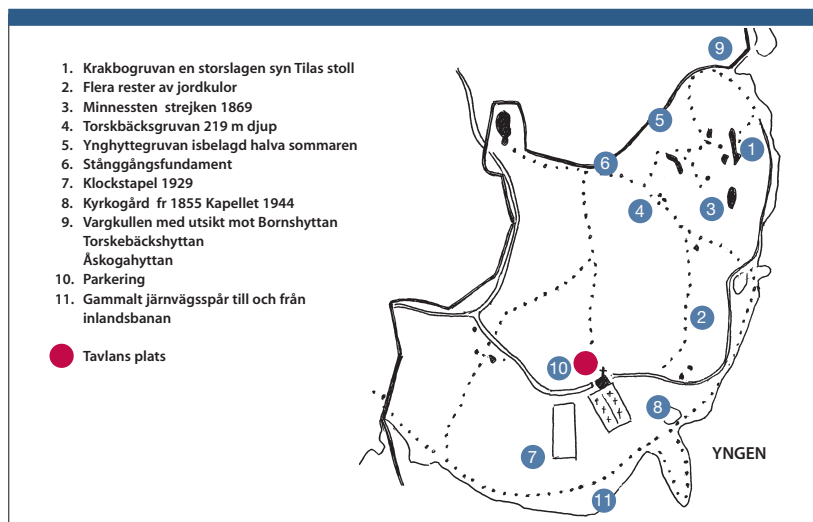 1. Krakbogruvan en storslagen syn Tilas stoll
2. Flera rester av jordkulor
3. Minnessten strejken 1869
4. Torskbäcksgruvan 219 m djup
5. Ynghyttegruvan isbelagd halva sommaren
6. Stånggångsfundament
7. Klockstapel 1929
8. Kyrkogård fr 1855 Kapellet 1944
9. Vargkullen med utsikt mot Bornshyttan
Torskebäckshyttan
Åskogahyttan
10. Parkering
11. Gammalt järnvägsspår till och från
inlandsbanan
Tavlans plats
9
5
1
6
4
3
2
10
8
YNGEN
7
11